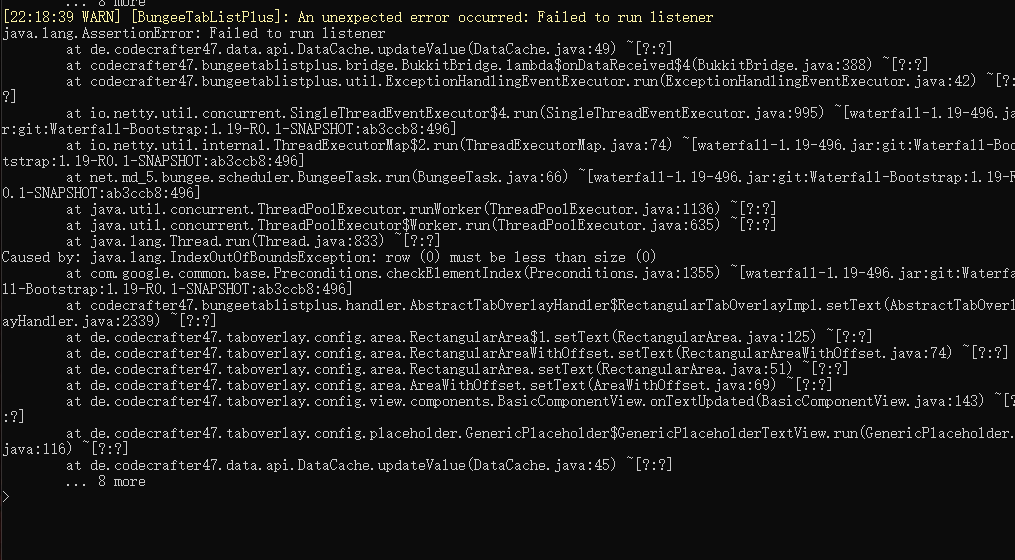 ... 8 more
[22:18:39 WARN] [BungeeTabListPlus]: An unexpected error occurred: Failed to run listener
java.lang.AssertionError: Failed to run listener
at de.codecrafter47.data.api.DataCache.updateValue(DataCache.java:49) ~[?:?]
at codecrafter47.bungeetablistplus.bridge.BukkitBridge.lambda$onDataReceived$4(BukkitBridge.java:388) ~[?:?]
at codecrafter47.bungeetablistplus.util.ExceptionHandlingEventExecutor.run(ExceptionHandlingEventExecutor.java:42) ~[?:
?]
at io.netty.util.concurrent.SingleThreadEventExecutor$4.run(SingleThreadEventExecutor.java:995) ~[waterfall-1.19-496.ja
r:git:Waterfall-Bootstrap:1.19-R0.1-SNAPSHOT:ab3ccb8:496]
at io.netty.util.internal.ThreadExecutorMap$2.run(ThreadExecutorMap.java:74) ~[waterfall-1.19-496.jar:git:Waterfall-Boo
tstrap:1.19-R0.1-SNAPSHOT:ab3ccb8:496]
at net.md_5.bungee.scheduler.BungeeTask.run(BungeeTask.java:66) ~[waterfall-1.19-496.jar:git:Waterfall-Bootstrap:1.19-R
0.1-SNAPSHOT:ab3ccb8:496]
at java.util.concurrent.ThreadPoolExecutor.runWorker(ThreadPoolExecutor.java:1136) ~[?:?]
at java.util.concurrent.ThreadPoolExecutor$Worker.run(ThreadPoolExecutor.java:635) ~[?:?]
at java.lang.Thread.run(Thread.java:833) ~[?:?]
Caused by: java.lang.IndexOutOfBoundsException: row (0) must be less than size (0)
at com.google.common.base.Preconditions.checkElementIndex(Preconditions.java:1355) ~[waterfall-1.19-496.jar:git:Waterfa
ll-Bootstrap:1.19-R0.1-SNAPSHOT:ab3ccb8:496]
at codecrafter47.bungeetablistplus.handler.AbstractTabOverlayHandler$RectangularTabOverlayImpl.setText(AbstractTabOverl
ayHandler.java:2339) ~[?:?]
at de.codecrafter47.taboverlay.config.area.RectangularArea$1.setText(RectangularArea.java:125) ~[?:?]
at de.codecrafter47.taboverlay.config.area.RectangularAreaWithOffset.setText(RectangularAreaWithOffset.java:74) ~[?:?]
at de.codecrafter47.taboverlay.config.area.RectangularArea.setText(RectangularArea.java:51) ~[?:?]
at de.codecrafter47.taboverlay.config.area.AreaWithOffset.setText(AreaWithOffset.java:69) ~[?:?]
at de.codecrafter47.taboverlay.config.view.components.BasicComponentView.onTextUpdated(BasicComponentView.java:143) ~[?
:?]
at de.codecrafter47.taboverlay.config.placeholder.GenericPlaceholder$GenericPlaceholderTextView.run(GenericPlaceholder.
java:116) ~[?:?]
at de.codecrafter47.data.api.DataCache.updateValue(DataCache.java:45) ~[?:?]
... 8 more
>